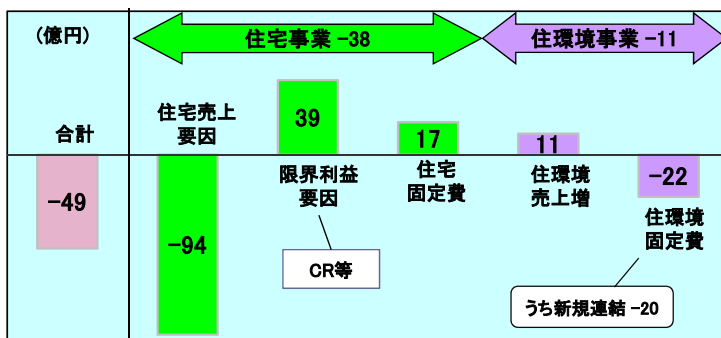 (億円)
住宅事業 -38
住環境事業 -11
合計
-49
住宅売上
要因
-94
39
限界利益
要因
CR等
17
住宅
固定費
11
住環境
売上増
-22
住環境
固定費
うち新規連結 -20